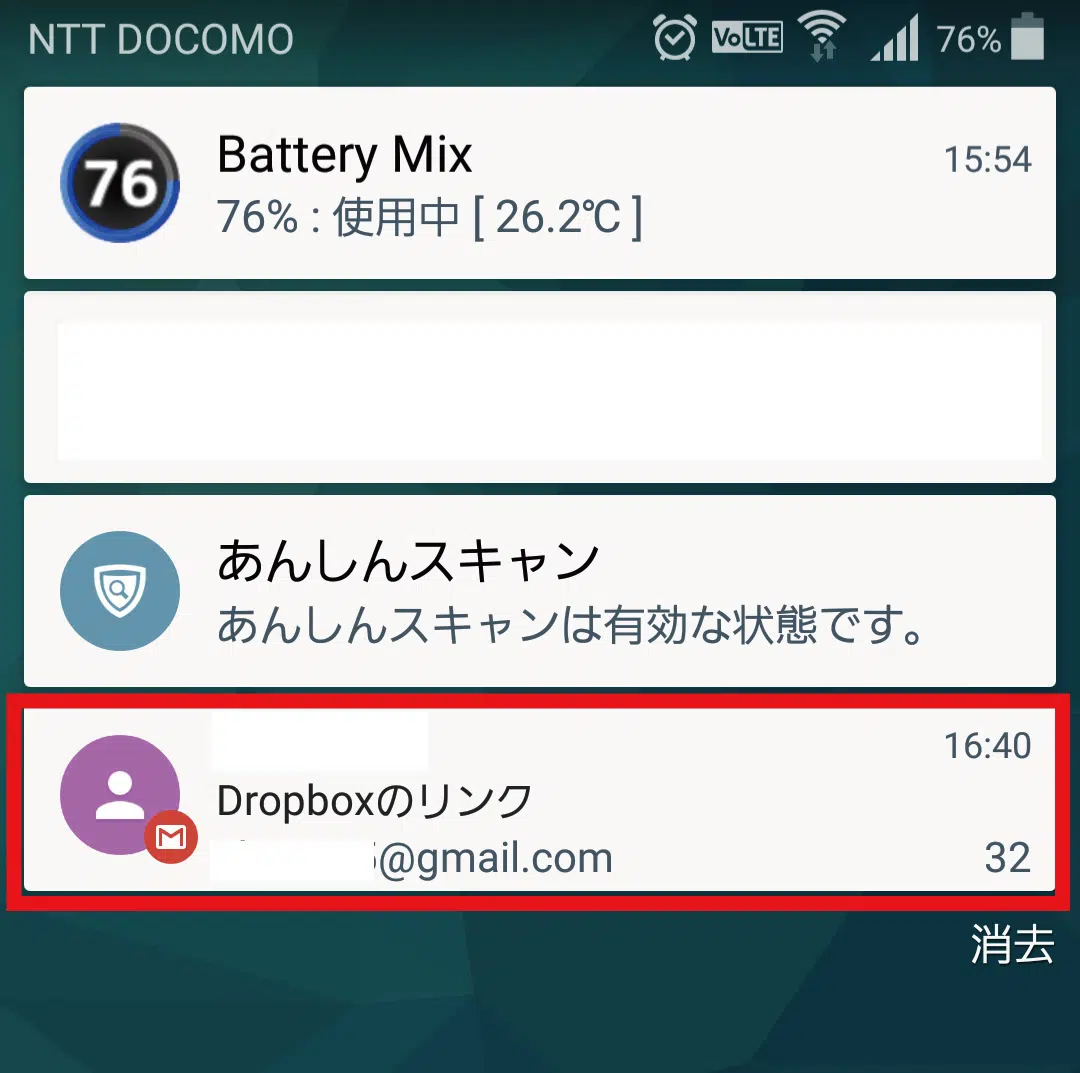 NTT DOCOMO VoLTE 76%
76
Battery Mix 15:54
76% : 使用中 [ 26.2℃ ]
あんしんスキャン
あんしんスキャンは有効な状態です。
16:40
Dropboxのリンク
@gmail.com 32
消去